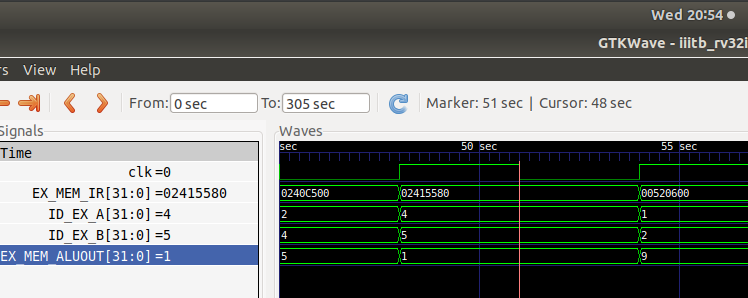 Wed 20:54
GTKWave - iiitb_rv32i
rs View Help
From: 0 sec To: 305 sec Marker: 51 sec | Cursor: 48 sec
Signals Waves
Time
sec 50 sec 55 sec
clk =0
EX_MEM_IR[31:0] =02415580 0240C500 02415580 00520600
ID_EX_A[31:0] =4 2 4 1
ID_EX_B[31:0] =5 4 5 2
EX_MEM_ALUOUT[31:0] =1 5 1 9